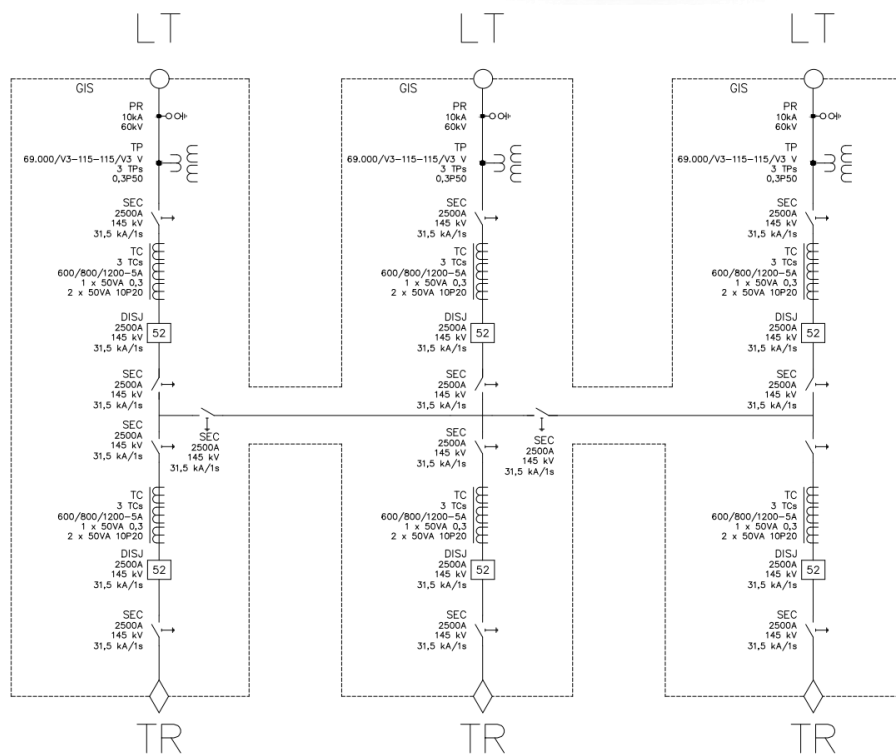 LT
LT
LT
GIS
PR
10kA
60kV
TP
69.000/V3-115-115/V3 V
3 TPs
0,3P50
SEC
2500A
145 kV
31,5 kA/1s
TC
3 TCs
600/800/1200-5A
1 x 50VA 0,3
2 x 50VA 10P20
DISJ
2500A
145 kV
31,5 kA/1s
52
SEC
2500A
145 kV
31,5 kA/1s
SEC
2500A
145 kV
31,5 kA/1s
SEC
2500A
145 kV
31,5 kA/1s
TC
3 TCs
600/800/1200-5A
1 x 50VA 0,3
2 x 50VA 10P20
DISJ
2500A
145 kV
31,5 kA/1s
52
SEC
2500A
145 kV
31,5 kA/1s
GIS
PR
10kA
60kV
TP
69.000/V3-115-115/V3 V
3 TPs
0,3P50
SEC
2500A
145 kV
31,5 kA/1s
TC
3 TCs
600/800/1200-5A
1 x 50VA 0,3
2 x 50VA 10P20
DISJ
2500A
145 kV
31,5 kA/1s
52
SEC
2500A
145 kV
31,5 kA/1s
SEC
2500A
145 kV
31,5 kA/1s
SEC
2500A
145 kV
31,5 kA/1s
TC
3 TCs
600/800/1200-5A
1 x 50VA 0,3
2 x 50VA 10P20
DISJ
2500A
145 kV
31,5 kA/1s
52
SEC
2500A
145 kV
31,5 kA/1s
GIS
PR
10kA
60kV
TP
69.000/V3-115-115/V3 V
3 TPs
0,3P50
SEC
2500A
145 kV
31,5 kA/1s
TC
3 TCs
600/800/1200-5A
1 x 50VA 0,3
2 x 50VA 10P20
DISJ
2500A
145 kV
31,5 kA/1s
52
SEC
2500A
145 kV
31,5 kA/1s
TC
3 TCs
600/800/1200-5A
1 x 50VA 0,3
2 x 50VA 10P20
DISJ
2500A
145 kV
31,5 kA/1s
52
SEC
2500A
145 kV
31,5 kA/1s
TR
TR
TR